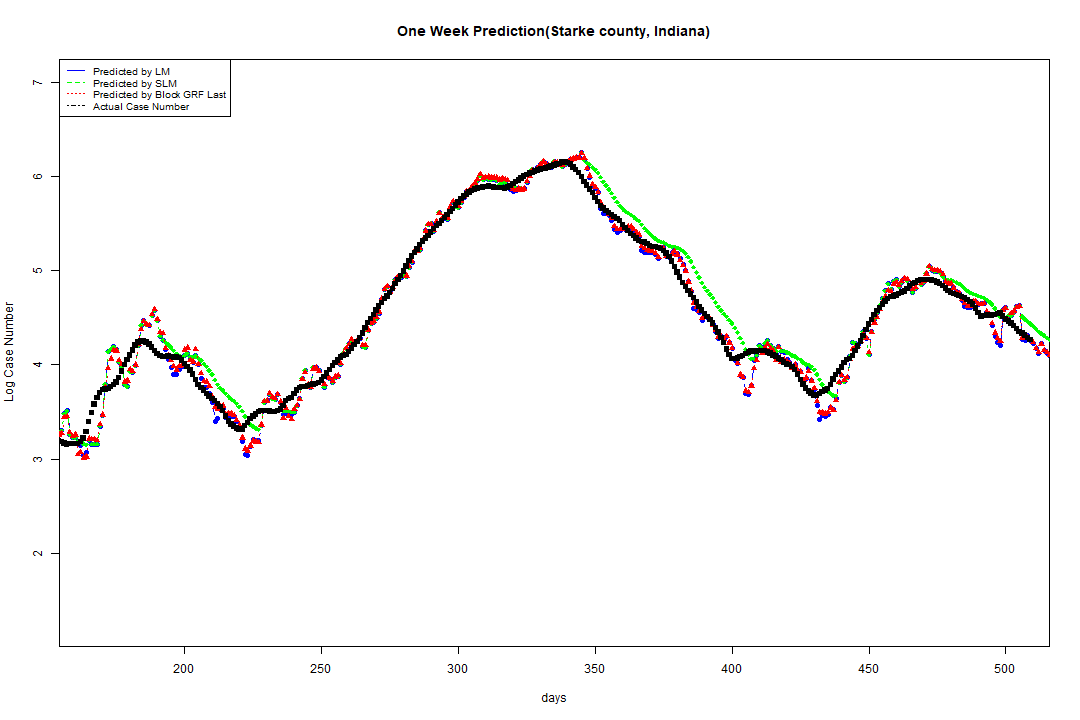 One Week Prediction(Starke county, Indiana)
Predicted by LM
Predicted by SLM
Predicted by Block GRF Last
Actual Case Number
7
6
5
4
3
2
Log Case Number
200 250 300 350 400 450 500
days